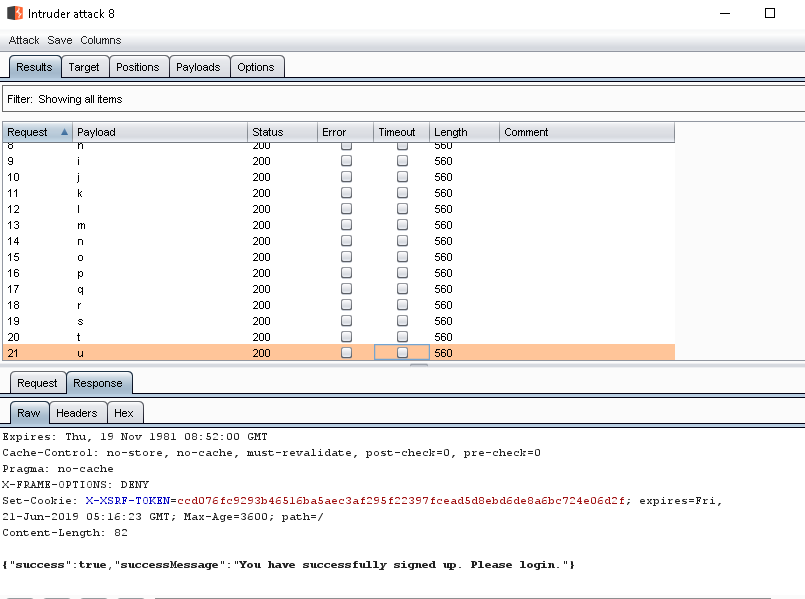 Intruder attack 8
Attack Save Columns
Results Target Positions Payloads Options
Filter: Showing all items
Request Payload Status Error Timeout Length Comment
8 h 200 560
9 i 200 560
10 j 200 560
11 k 200 560
12 l 200 560
13 m 200 560
14 n 200 560
15 o 200 560
16 p 200 560
17 q 200 560
18 r 200 560
19 s 200 560
20 t 200 560
21 u 200 560
Request Response
Raw Headers Hex
Expires: Thu, 19 Nov 1981 08:52:00 GMT
Cache-Control: no-store, no-cache, must-revalidate, post-check=0, pre-check=0
Pragma: no-cache
X-FRAME-OPTIONS: DENY
Set-Cookie: X-XSRF-TOKEN=ccd076fc9293b46516ba5aec3af295f22397fcead5d8ebd6de8a6bc724e06d2f; expires=Fri,
21-Jun-2019 05:16:23 GMT; Max-Age=3600; path=/
Content-Length: 82
{"success":true,"successMessage":"You have successfully signed up. Please login."}